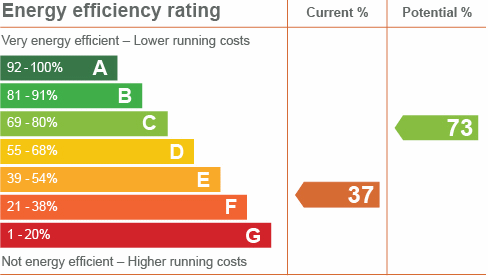 Energy efficiency rating Current % Potential %
Very energy efficient – Lower running costs
92 - 100% A
81 - 91% B
69 - 80% C 73
55 - 68% D
39 - 54% E
37
21 - 38% F
1 - 20% G
Not energy efficient – Higher running costs